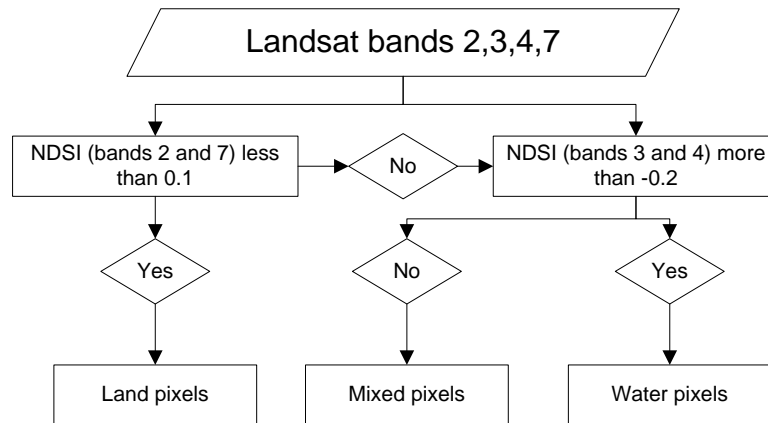 Landsat bands 2,3,4,7
NDSI (bands 2 and 7) less
than 0.1
No
NDSI (bands 3 and 4) more
than -0.2
Yes
No
Yes
Land pixels
Mixed pixels
Water pixels